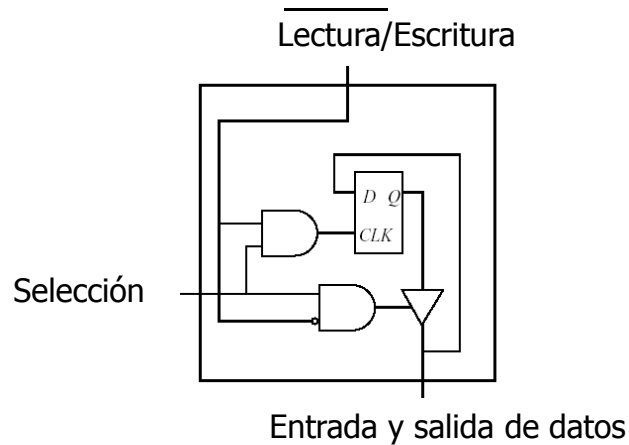 Lectura/Escritura
D Q
CLK
Selección
Entrada y salida de datos